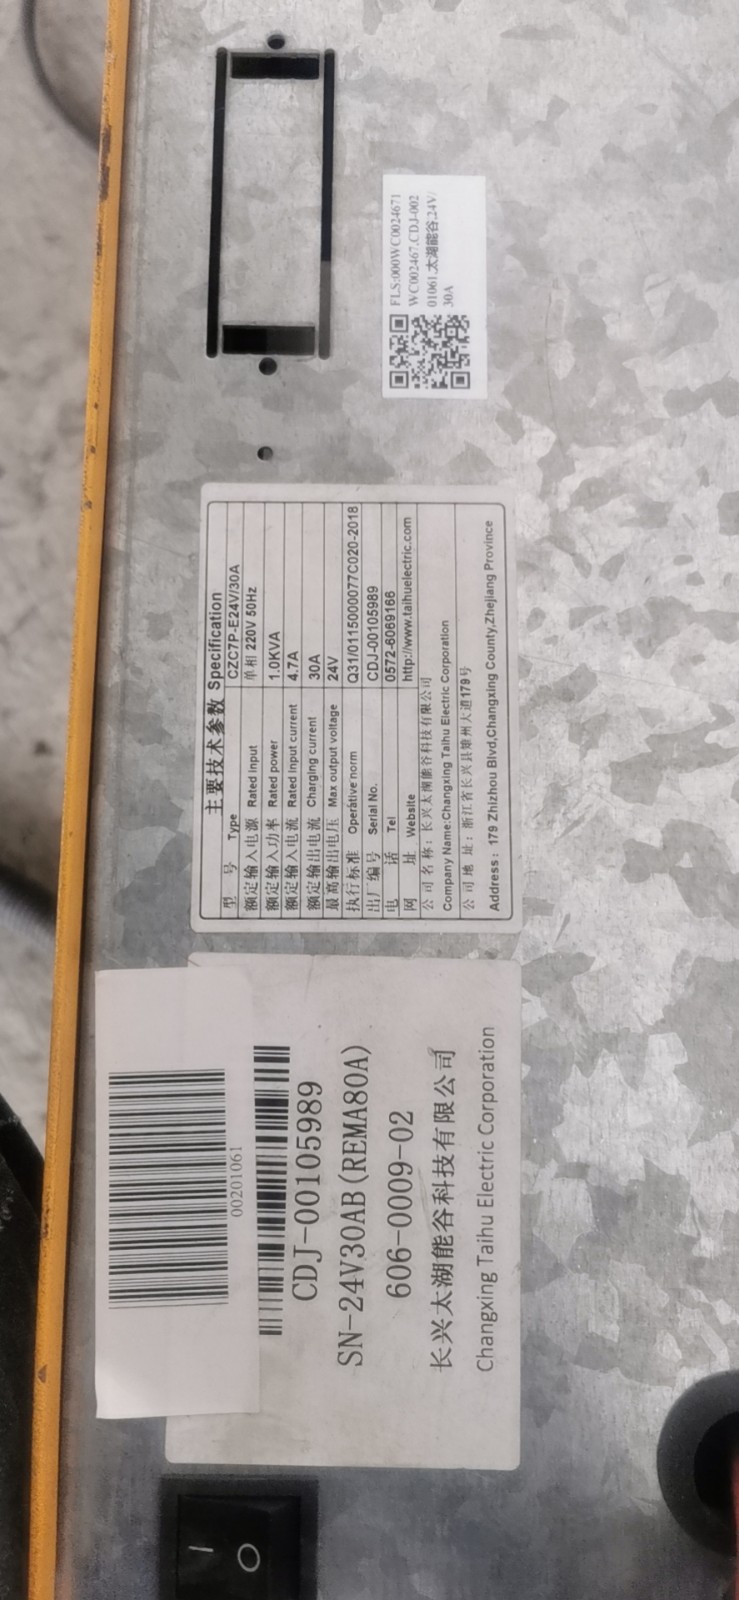 FLS:000WC0024671
WC002467,CDJ-002
01061,太湖能谷,24V/
30A
主要技术参数 Specification
型 号 Type CZC7P-E24V/30A
额定输入电源 Rated input 单相 220V 50Hz
额定输入功率 Rated power 1.0KVA
额定输入电流 Rated input current 4.7A
额定输出电流 Charging current 30A
最高输出电压 Max output voltage 24V
执行标准 Operative norm Q31/0115000077C020-2018
出厂编号 Serial No. CDJ-00105989
电 话 Tel 0572-6069166
网 址 Website http://www.taihuelectric.com
公司名称: 长兴太湖能谷科技有限公司
Company Name:Changxing Taihu Electric Corporation
公司地址: 浙江省长兴县雉州大道179号
Address: 179 Zhizhou Blvd,Changxing County,Zhejiang Province
00201061
CDJ-00105989
SN-24V30AB(REMA80A)
606-0009-02
长兴太湖能谷科技有限公司
Changxing Taihu Electric Corporation
I
O